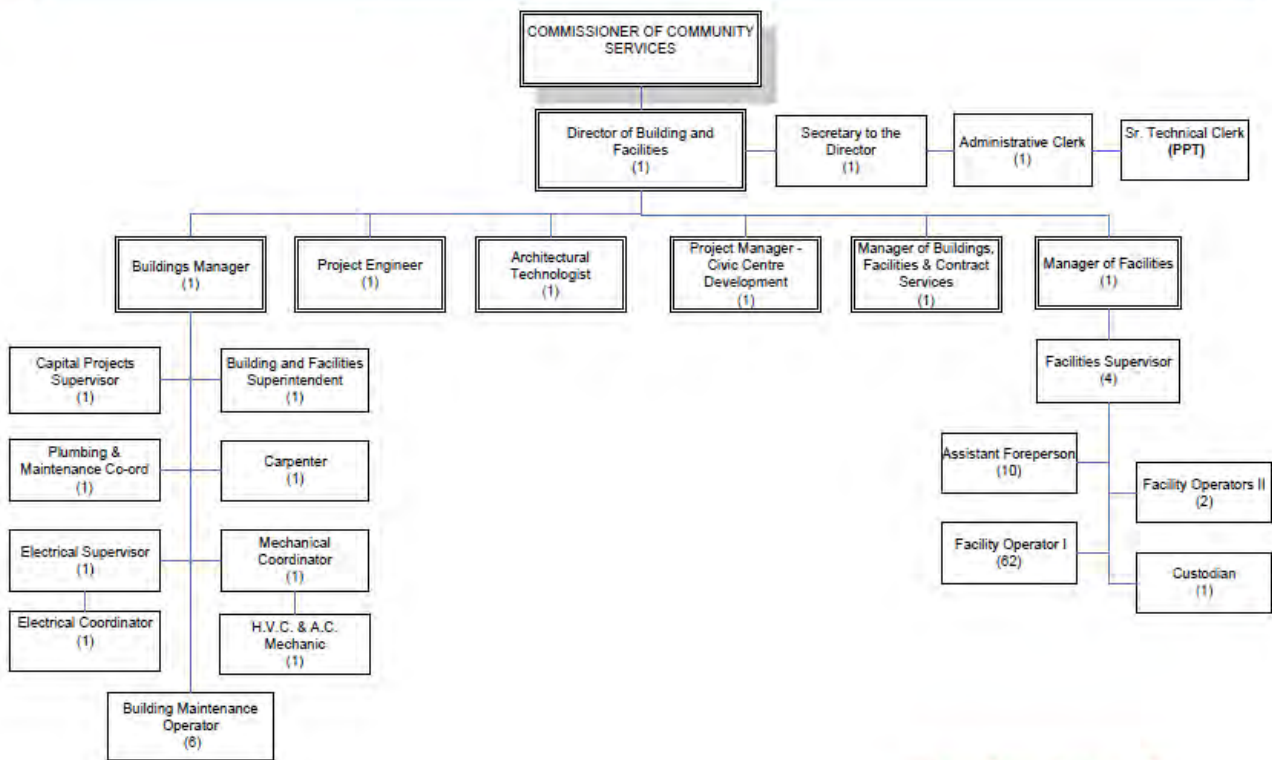 COMMISSIONER OF COMMUNITY
SERVICES
Director of Building and
Facilities
(1)
Secretary to the
Director
(1)
Administrative Clerk
(1)
Sr. Technical Clerk
(PPT)
Buildings Manager
(1)
Project Engineer
(1)
Architectural
Technologist
(1)
Project Manager -
Civic Centre
Development
(1)
Manager of Buildings,
Facilities & Contract
Services
(1)
Manager of Facilities
(1)
Capital Projects
Supervisor
(1)
Building and Facilities
Superintendent
(1)
Facilities Supervisor
(4)
Plumbing &
Maintenance Co-ord
(1)
Carpenter
(1)
Assistant Foreperson
(10)
Facility Operators II
(2)
Electrical Supervisor
(1)
Mechanical
Coordinator
(1)
Facility Operator I
(62)
Custodian
(1)
Electrical Coordinator
(1)
H.V.C. & A.C.
Mechanic
(1)
Building Maintenance
Operator
(6)